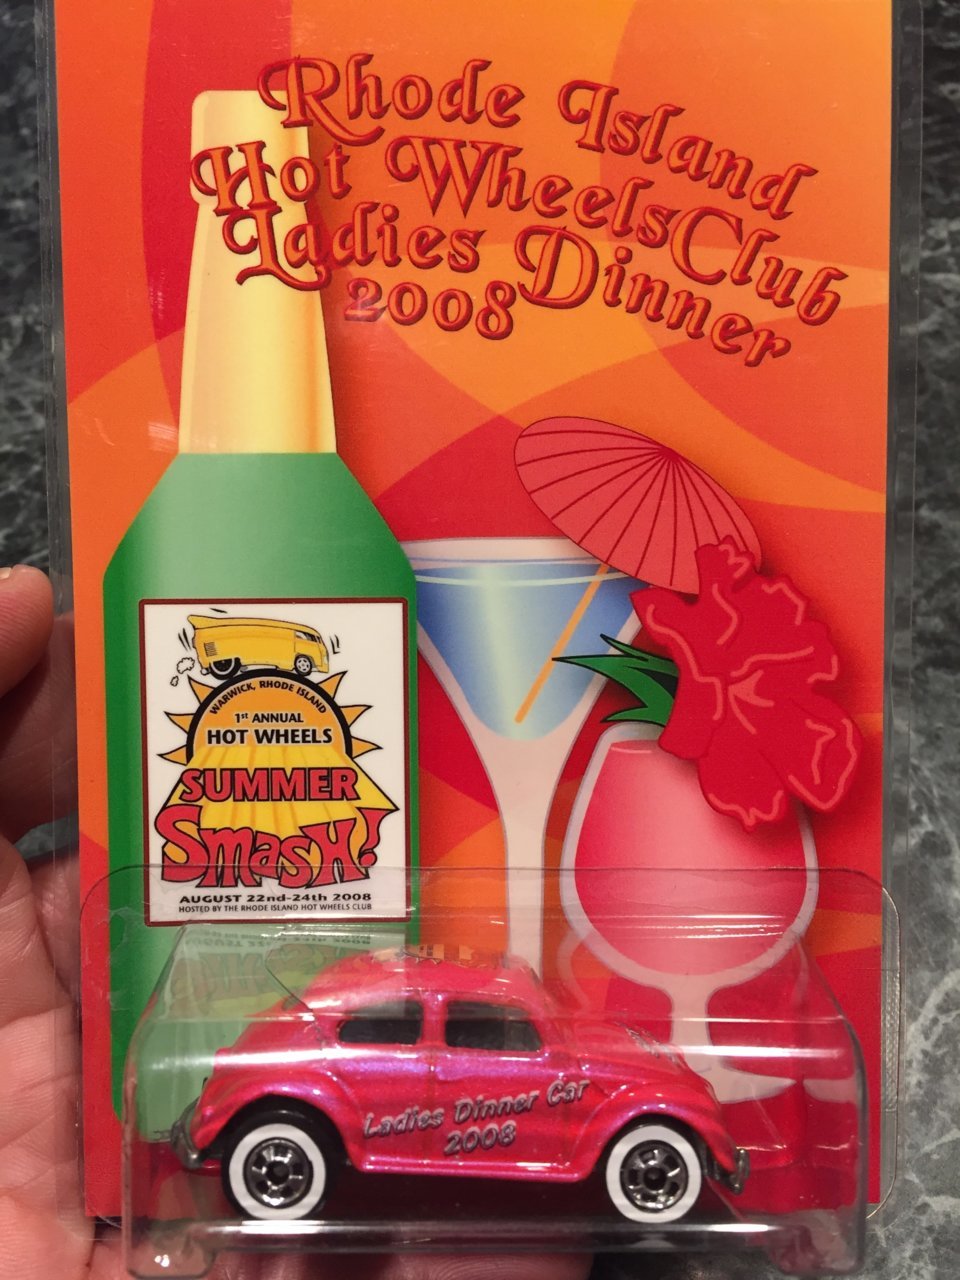 Rhode Island
Hot Wheels Club
Ladies Dinner
2008
WARWICK, RHODE ISLAND
1st ANNUAL
HOT WHEELS
SUMMER
SMASH!
AUGUST 22nd-24th 2008
HOSTED BY THE RHODE ISLAND HOT WHEELS CLUB
Ladies Dinner Car
2008